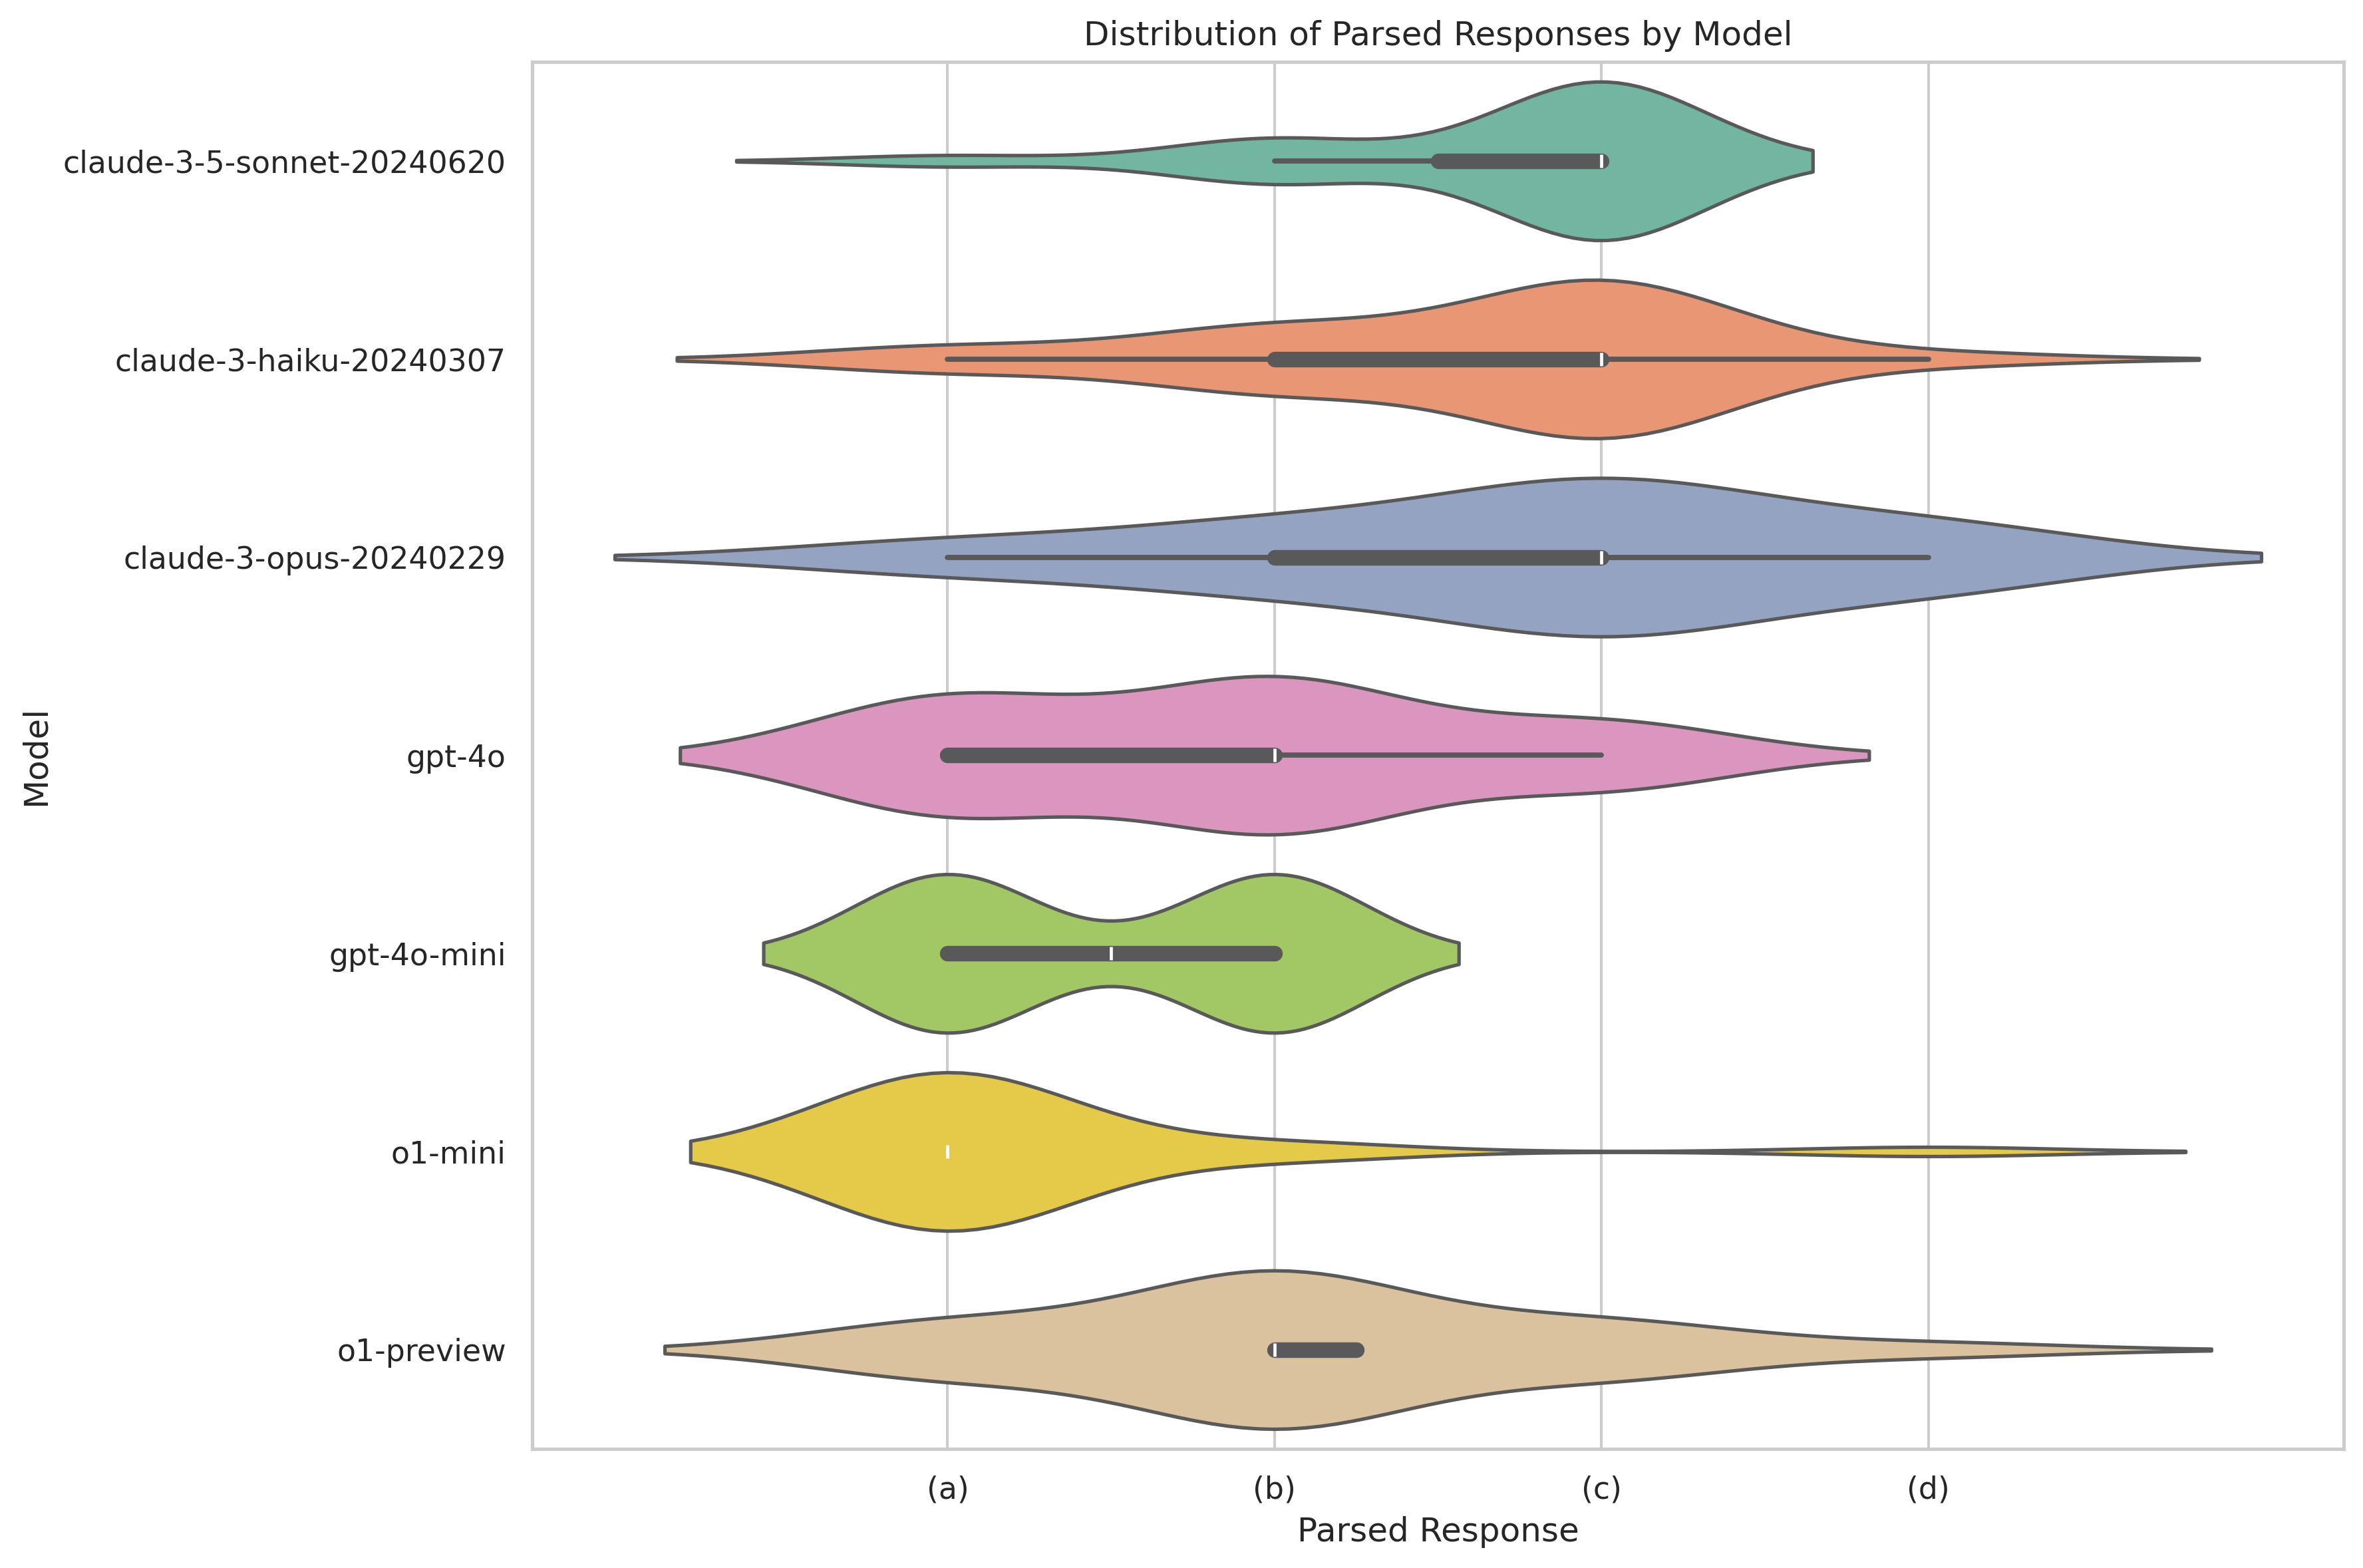 Distribution of Parsed Responses by Model
claude-3-5-sonnet-20240620
claude-3-haiku-20240307
claude-3-opus-20240229
gpt-4o
gpt-4o-mini
o1-mini
o1-preview
Model
(a) (b) (c) (d)
Parsed Response